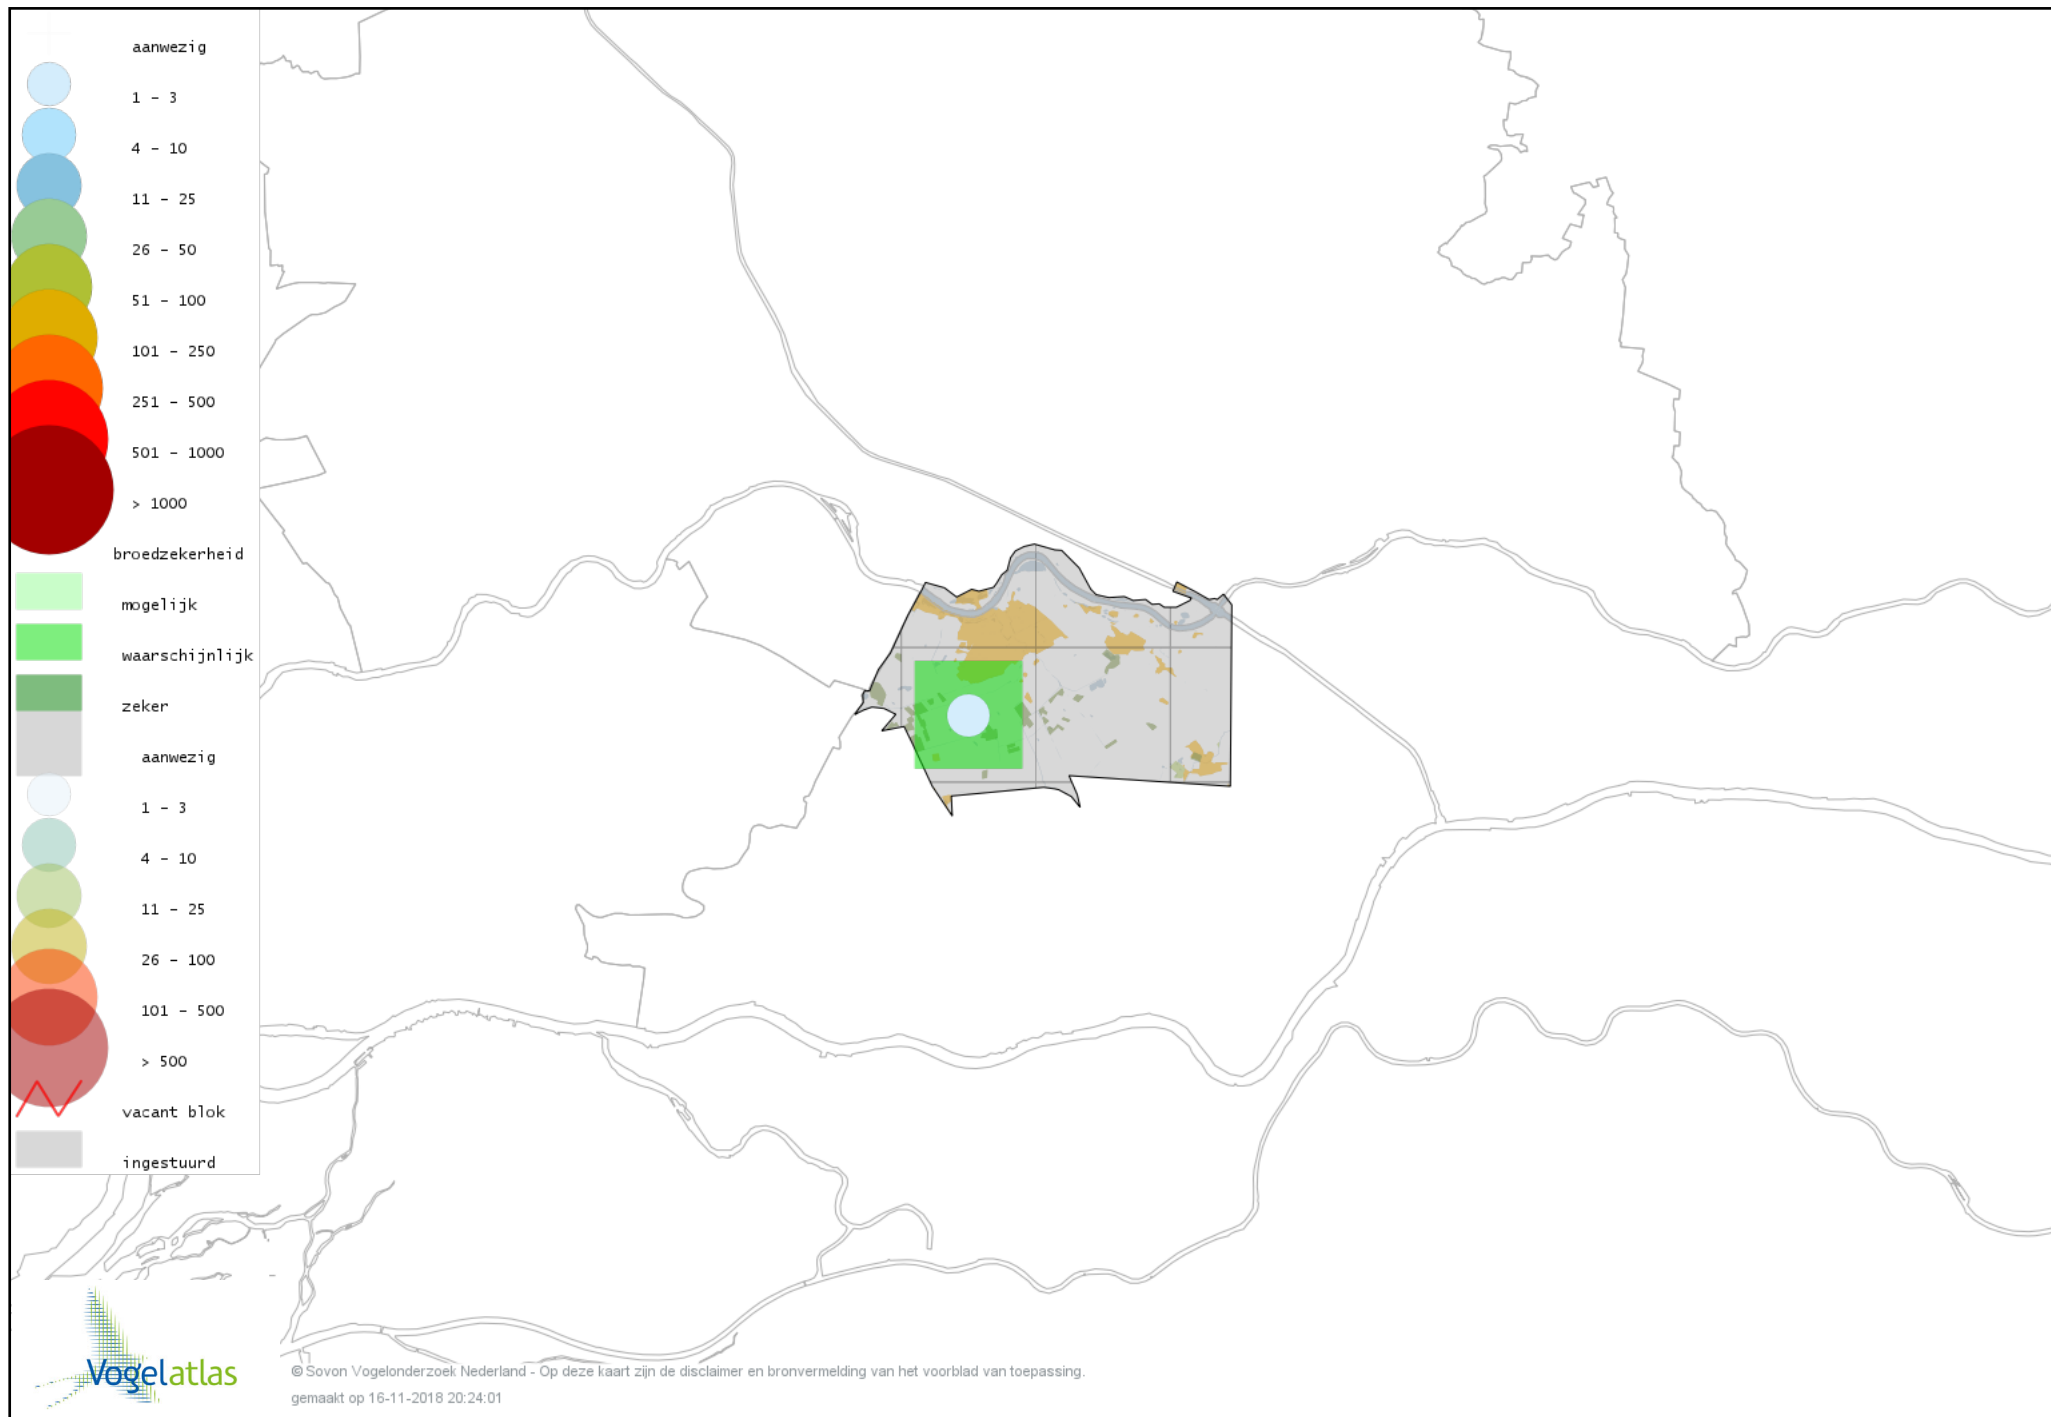 aanwezig
1 - 3
4 - 10
11 - 25
26 - 50
51 - 100
101 - 250
251 - 500
501 - 1000
> 1000
broedzekerheid
mogelijk
waarschijnlijk
zeker
aanwezig
1 - 3
4 - 10
11 - 25
26 - 100
101 - 500
> 500
vacant blok
ingestuurd
Vogelatlas
© Sovon Vogelonderzoek Nederland - Op deze kaart zijn de disclaimer en bronvermelding van het voorblad van toepassing.
gemaakt op 16-11-2018 20:24:01